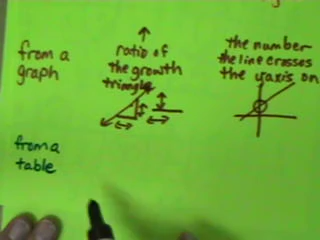 from a
graph
ratio of
the growth
triangle
the number
the line crosses
the y axis on
from a
table